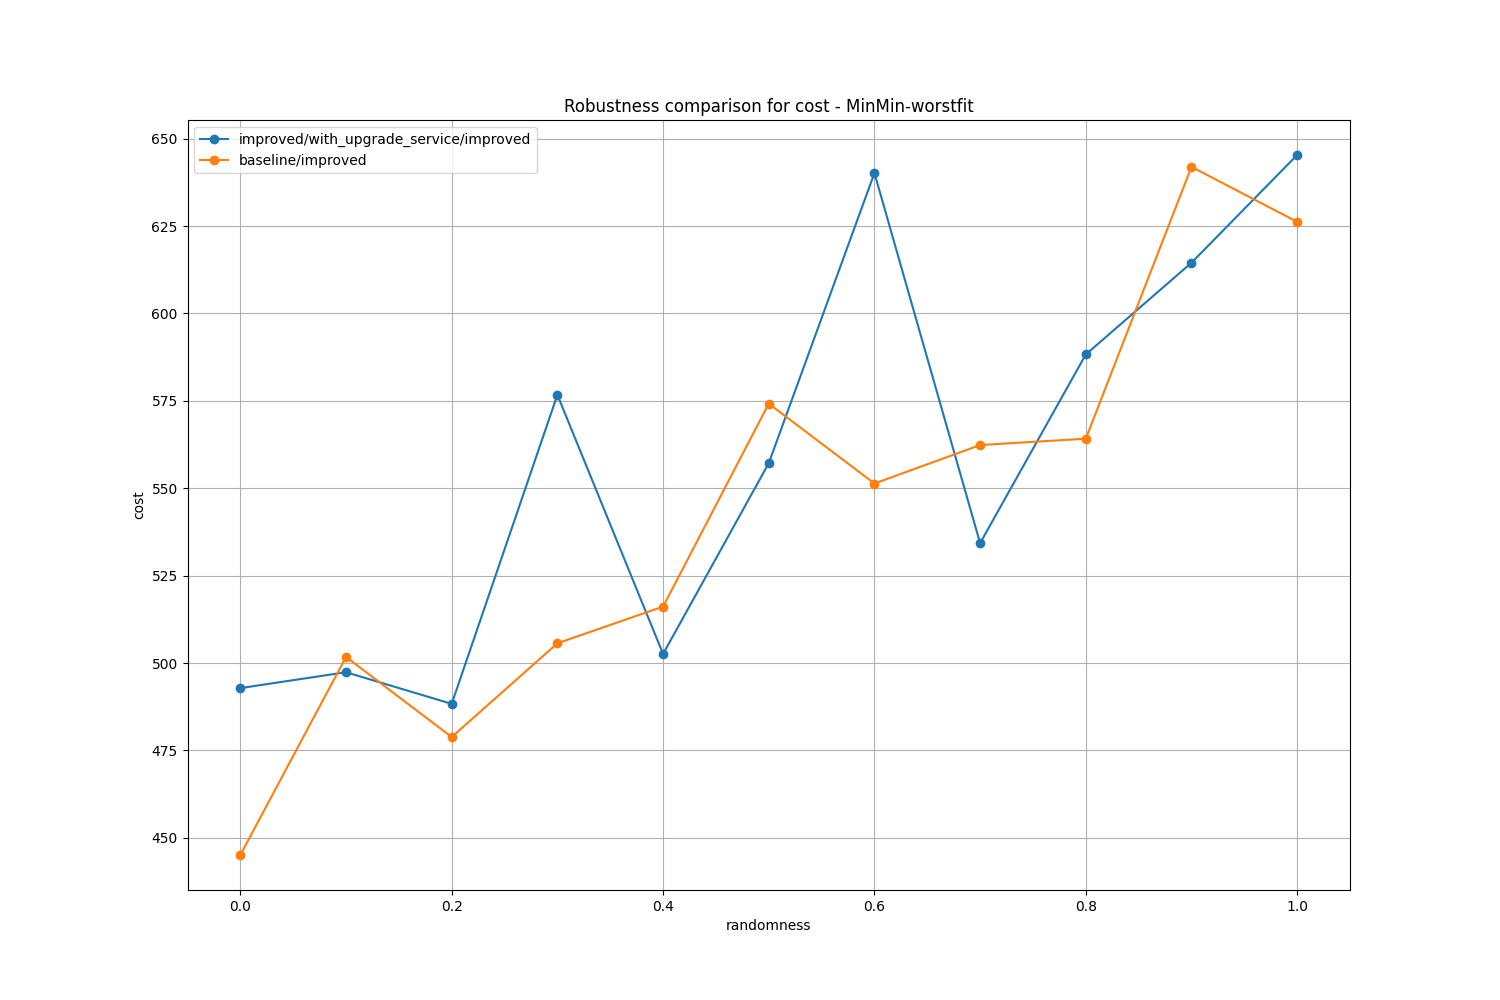 Robustness comparison for cost - MinMin-worstfit
improved/with_upgrade_service/improved
baseline/improved
650
625
600
575
550
525
500
475
450
cost
0.0 0.2 0.4 0.6 0.8 1.0
randomness